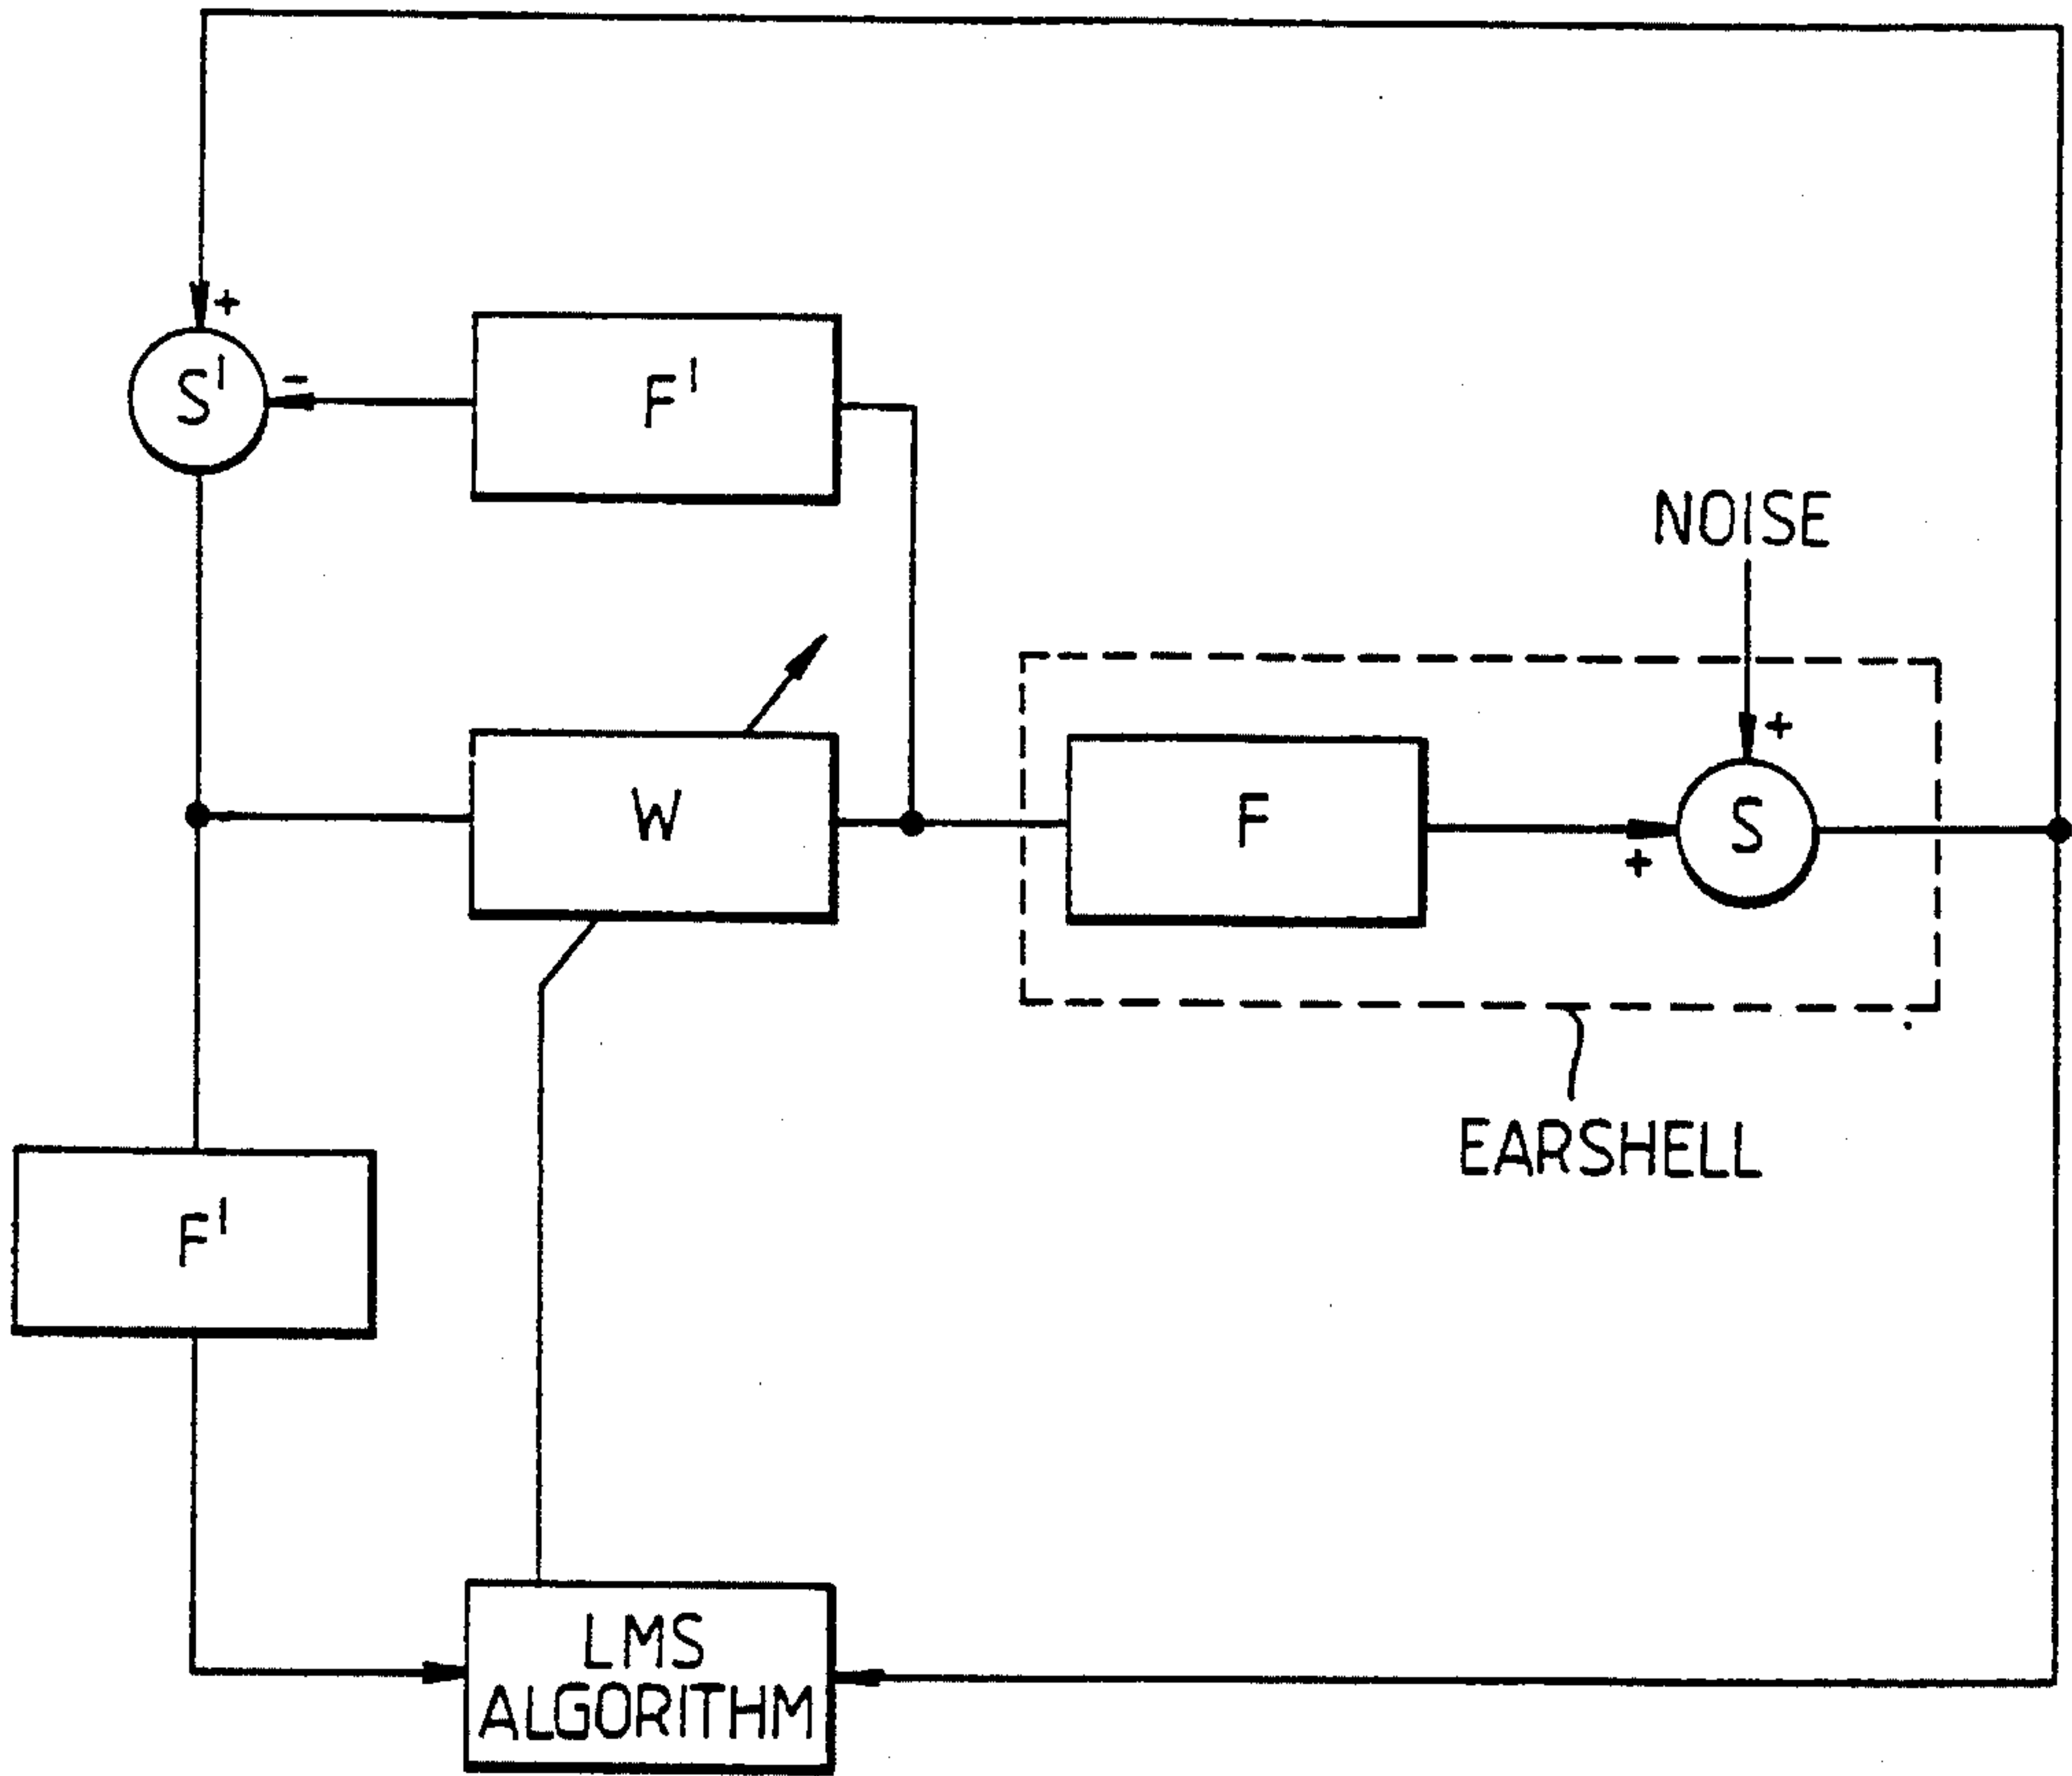 +
S'
-
F'
NOISE
+
W
F
+
S
EARSHELL
F'
LMS
ALGORITHM